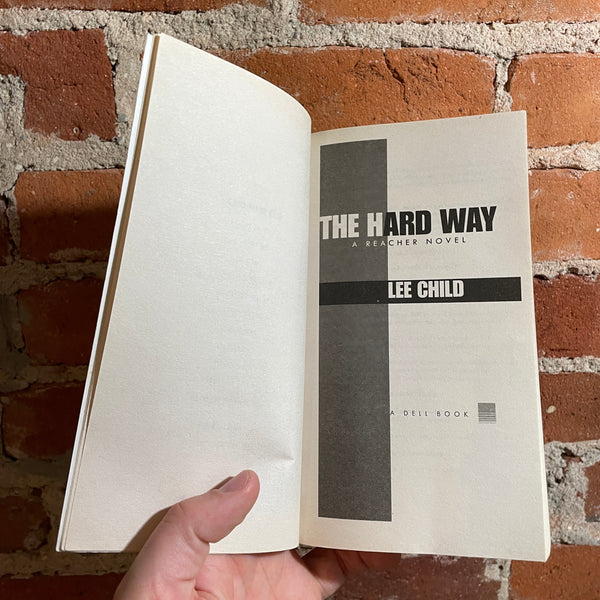 THE HARD WAY
A REACHER NOVEL
LEE CHILD
A DELL BOOK